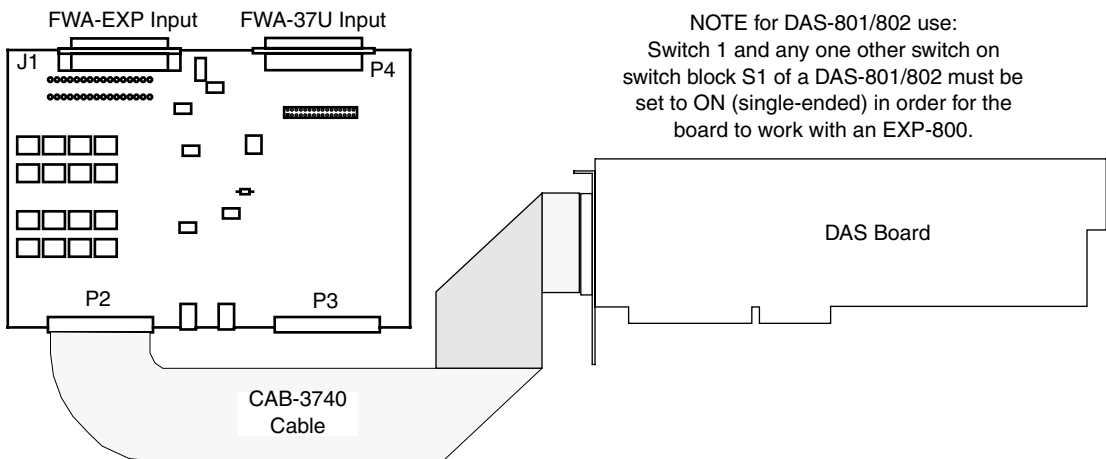 FWA-EXP Input
FWA-37U Input
J1
P4
NOTE for DAS-801/802 use:
Switch 1 and any one other switch on
switch block S1 of a DAS-801/802 must be
set to ON (single-ended) in order for the
board to work with an EXP-800.
DAS Board
P2
P3
CAB-3740
Cable